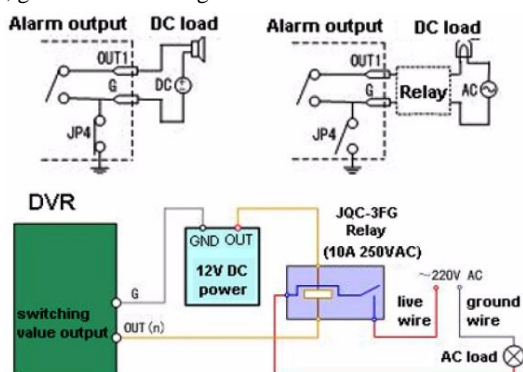 Alarm output
DC load
OUT1
G
DC
JP4
Alarm output
DC load
OUT1
G
Relay
AC
JP4
DVR
switching
value output
G
OUT (n)
GND OUT
12V DC
power
JQC-3FG
Relay
(10A 250VAC)
~220V AC
live
wire
ground
wire
AC load